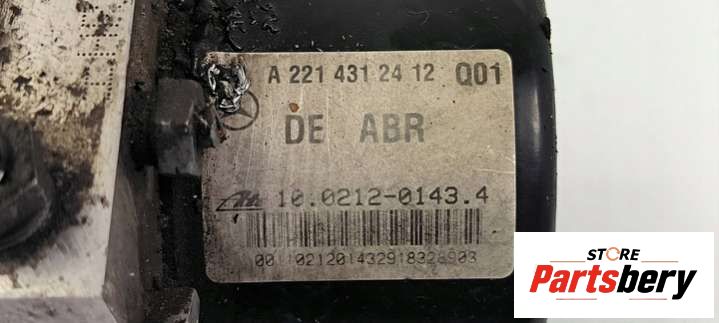 A 221 431 24 12 Q01
DE ABR
10.0212-0143.4
STORE
Partsbery